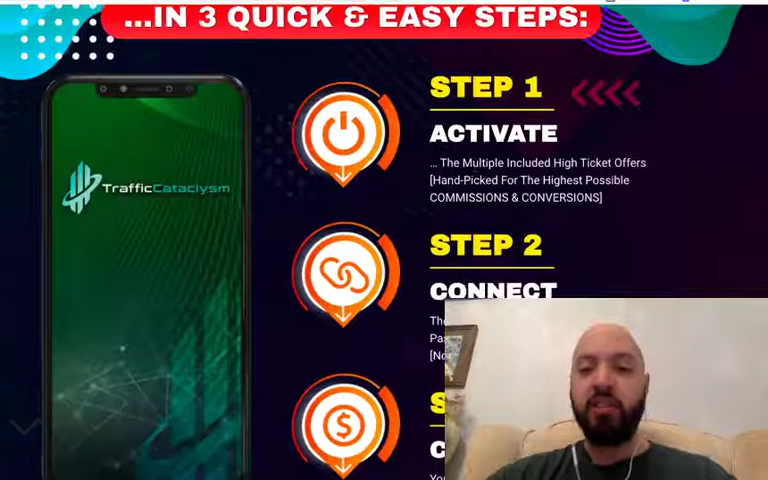 ...IN 3 QUICK & EASY STEPS:
STEP 1
ACTIVATE
... The Multiple Included High Ticket Offers
[Hand-Picked For The Highest Possible
COMMISSIONS & CONVERSIONS]
TrafficCataclysm
STEP 2
CONNECT